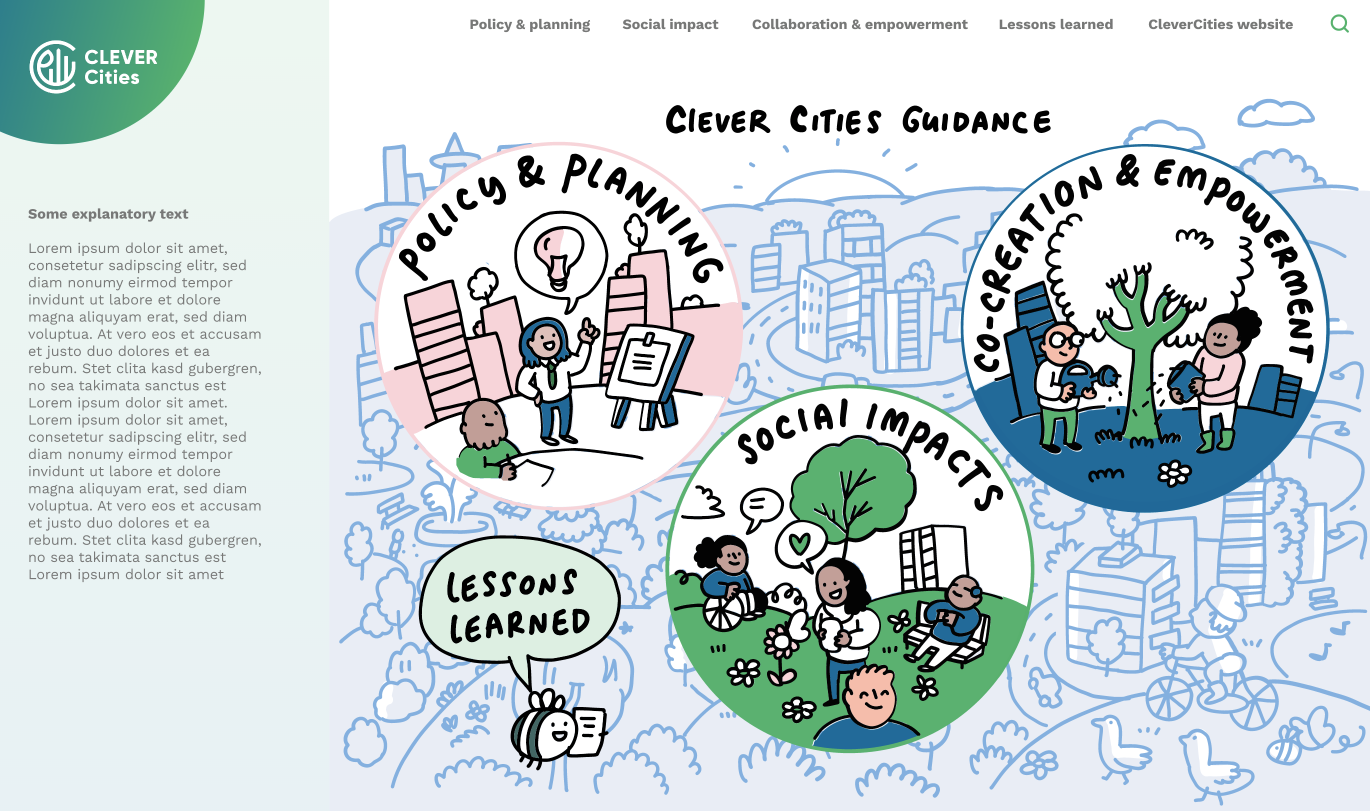 CLEVER
Cities
Policy & planning
Social impact
Collaboration & empowerment
Lessons learned
CleverCities website
Some explanatory text
Lorem ipsum dolor sit amet,
consetetur sadipscing elitr, sed
diam nonumy eirmod tempor
invidunt ut labore et dolore
magna aliquyam erat, sed diam
voluptua. At vero eos et accusam
et justo duo dolores et ea
rebum. Stet clita kasd gubergren,
no sea takimata sanctus est
Lorem ipsum dolor sit amet.
Lorem ipsum dolor sit amet,
consetetur sadipscing elitr, sed
diam nonumy eirmod tempor
invidunt ut labore et dolore
magna aliquyam erat, sed diam
voluptua. At vero eos et accusam
et justo duo dolores et ea
rebum. Stet clita kasd gubergren,
no sea takimata sanctus est
Lorem ipsum dolor sit amet
CLEVER CITIES GUIDANCE
POLICY & PLANNING
CO-CREATION & EMPOWERMENT
SOCIAL IMPACTS
LESSONS
LEARNED